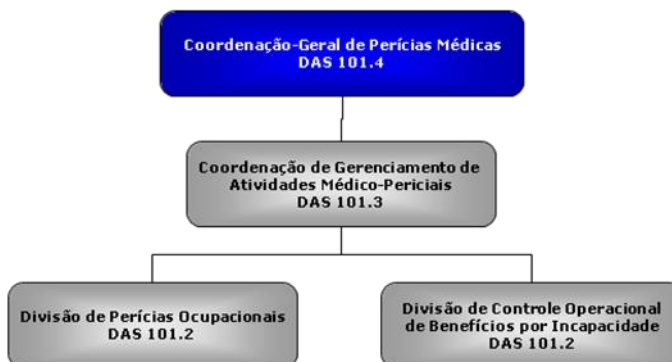 Coordenação-Geral de Perícias Médicas
DAS 101.4
Coordenação de Gerenciamento de
Atividades Médico-Periciais
DAS 101.3
Divisão de Perícias Ocupacionais
DAS 101.2
Divisão de Controle Operacional
de Benefícios por Incapacidade
DAS 101.2